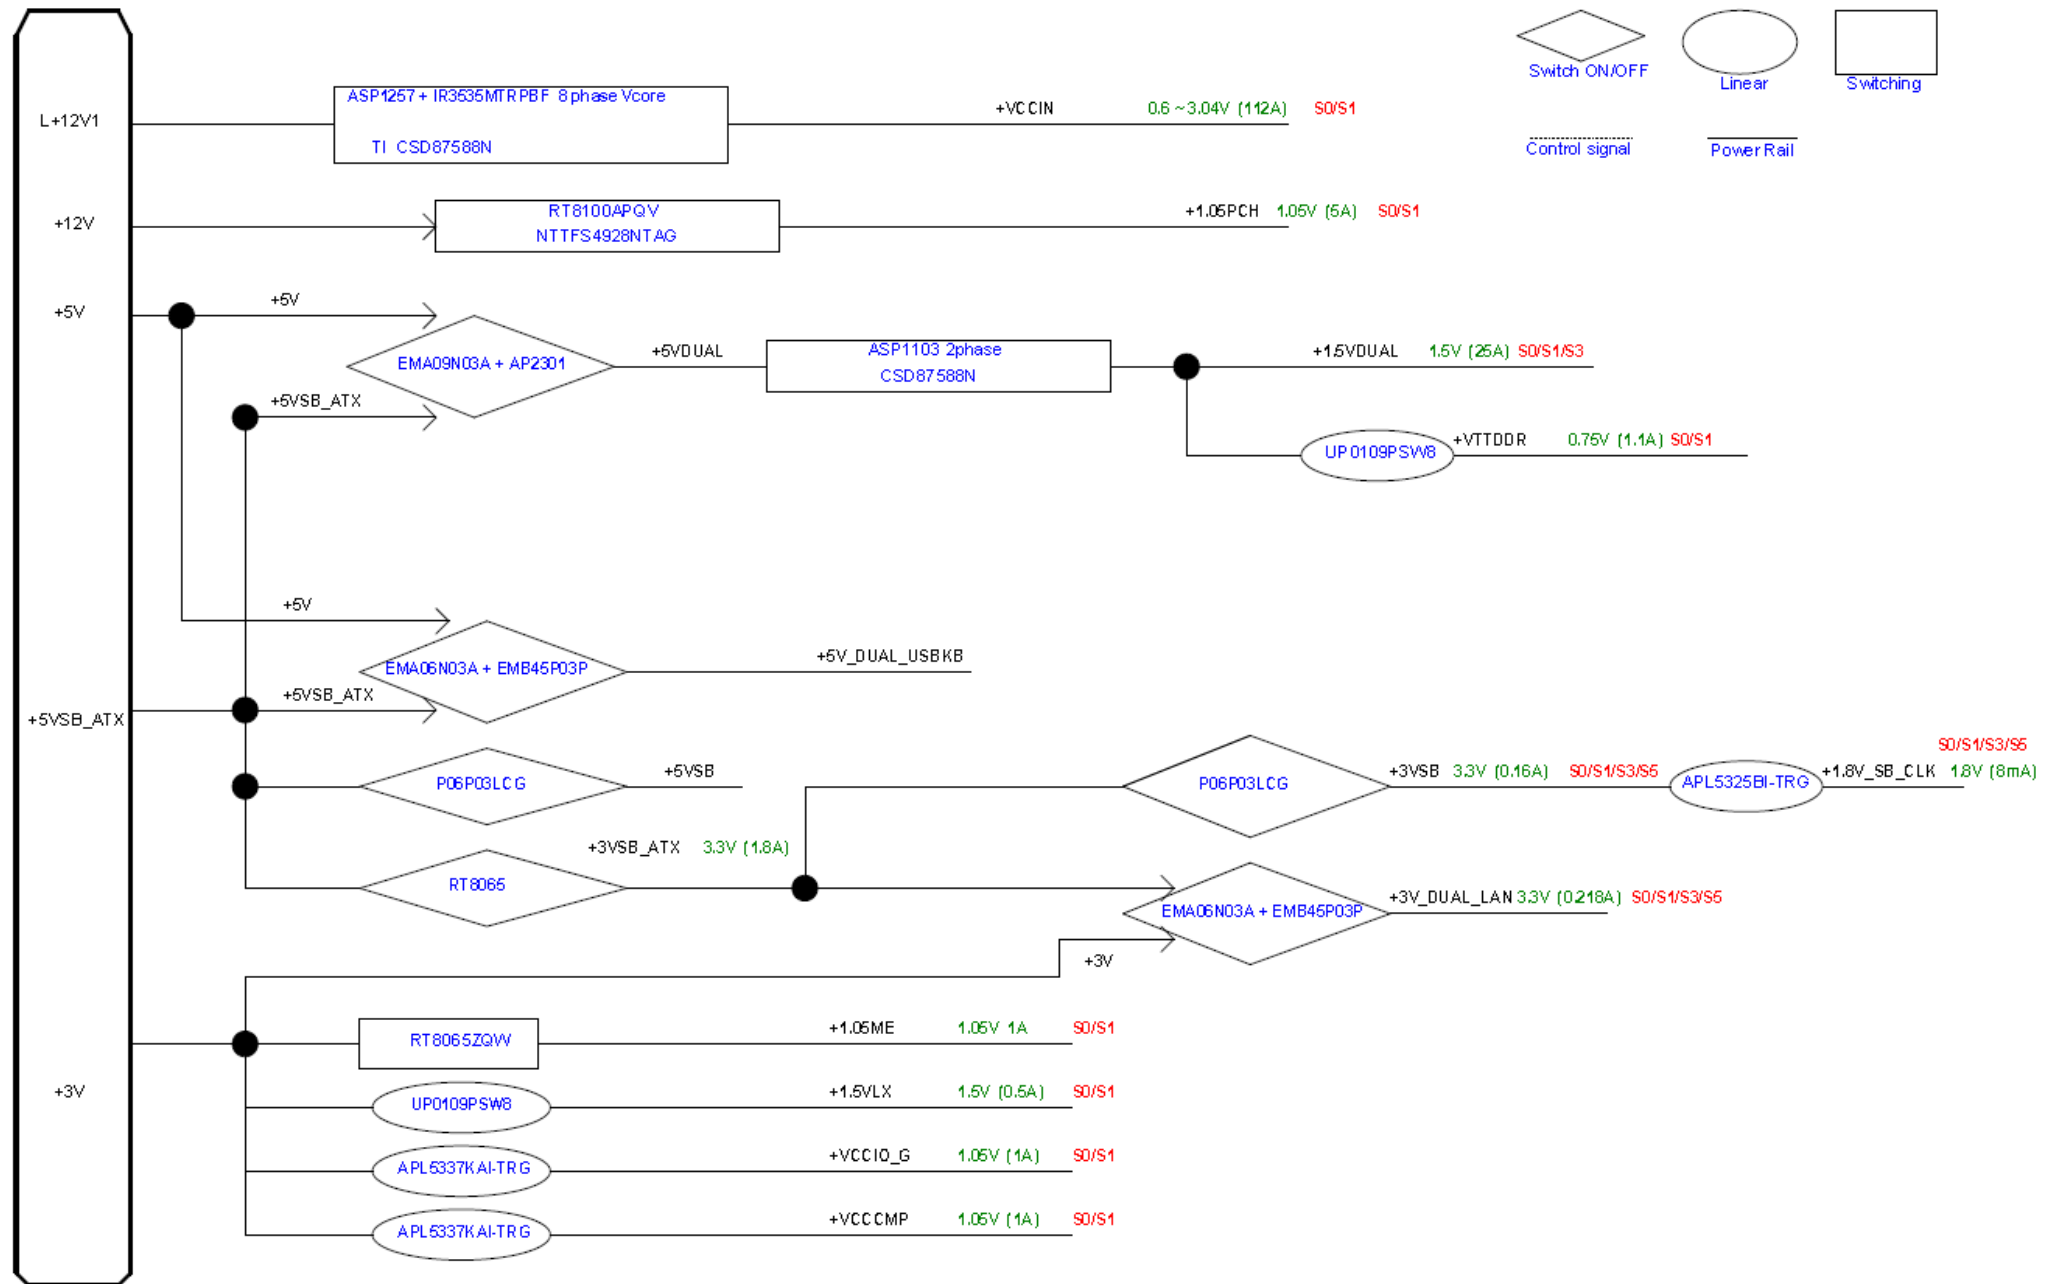 Switch ON/OFF
Linear
Switching
Control signal
Power Rail
L+12V1
ASP1257 + IR3535MTRPBF 8 phase Vcore
TI CSD87588N
+VCCIN 0.6 ~3.04V (112A) S0/S1
+12V
RT8100APQV
NTTFS4928NTAG
+1.05PCH 1.05V (5A) S0/S1
+5V
+5V
EMA09N03A + AP2301
+5VSB_ATX
+5VDUAL
ASP1103 2phase
CSD87588N
+1.5VDUAL 1.5V (25A) S0/S1/S3
UP0109PSW8
+VTTDDR 0.75V (1.1A) S0/S1
+5V
EMA06N03A + EMB45P03P
+5V_DUAL_USBKB
+5VSB_ATX
+5VSB_ATX
P06P03LCG
+5VSB
P06P03LCG
+3VSB 3.3V (0.16A) S0/S1/S3/S5
APL5325BI-TRG
S0/S1/S3/S5
+1.8V_SB_CLK 1.8V (8mA)
RT8065
+3VSB_ATX 3.3V (1.8A)
EMA06N03A + EMB45P03P
+3V_DUAL_LAN 3.3V (0.218A) S0/S1/S3/S5
+3V
+3V
RT8065ZQW
+1.05ME 1.05V 1A S0/S1
UP0109PSW8
+1.5VLX 1.5V (0.5A) S0/S1
APL5337KAI-TRG
+VCCIO_G 1.05V (1A) S0/S1
APL5337KAI-TRG
+VCCCMP 1.05V (1A) S0/S1